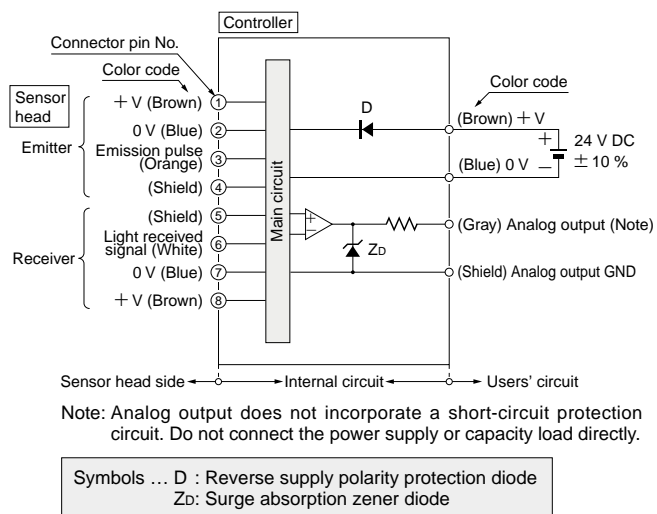 Controller
Connector pin No.
Color code
Sensor
head
Emitter
＋V (Brown) ①
0 V (Blue) ②
Emission pulse
(Orange) ③
(Shield) ④
Receiver
(Shield) ⑤
Light received
signal (White) ⑥
0 V (Blue) ⑦
＋V (Brown) ⑧
Main circuit
D
ZD
＋
−
Color code
(Brown) ＋V
(Blue) 0 V
＋
−
24 V DC
± 10 %
(Gray) Analog output (Note)
(Shield) Analog output GND
Sensor head side
Internal circuit
Users' circuit
Note: Analog output does not incorporate a short-circuit protection
circuit. Do not connect the power supply or capacity load directly.
Symbols … D : Reverse supply polarity protection diode
ZD: Surge absorption zener diode